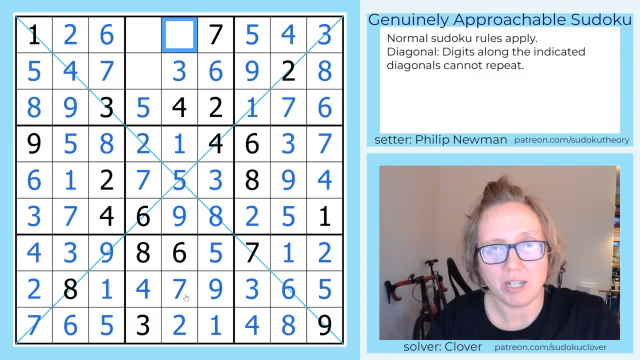 Genuinely Approachable Sudoku
Normal sudoku rules apply.
Diagonal: Digits along the indicated
diagonals cannot repeat.
setter: Philip Newman patreon.com/sudokutheory
1 2 6 7 5 4 3
5 4 7 3 6 9 2 8
8 9 3 5 4 2 1 7 6
9 5 8 2 1 4 6 3 7
6 1 2 7 5 3 8 9 4
3 7 4 6 9 8 2 5 1
4 3 9 8 6 5 7 1 2
2 8 1 4 7 9 3 6 5
7 6 5 3 2 1 4 8 9
solver: Clover patreon.com/sudokuclover